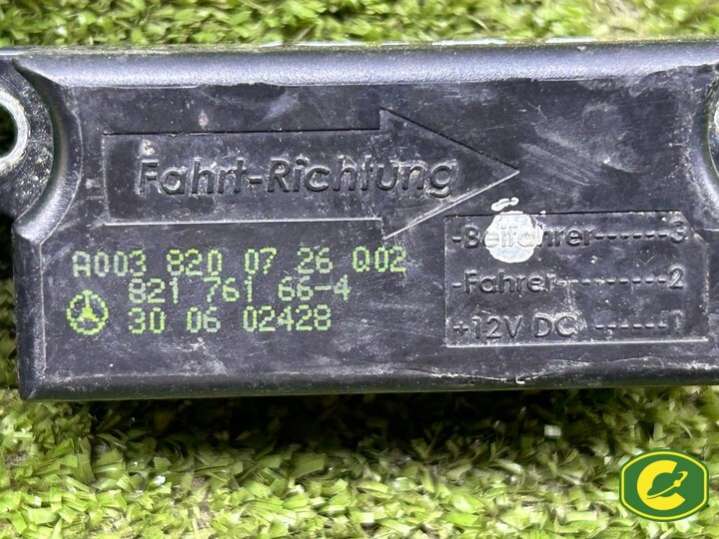 Fahrt-Richtung
A003 820 07 26 Q02
821 761 66-4
30 06 02428
-Beifahrer------3
-Fahrer--------2
+12V DC ------1
C